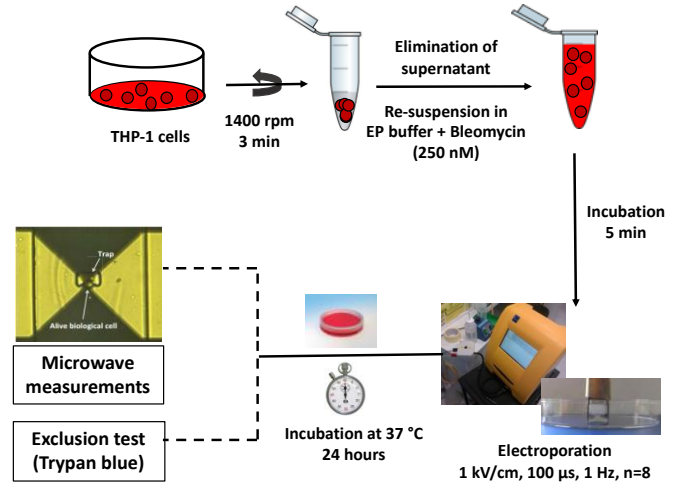 THP-1 cells
1400 rpm
3 min
Elimination of
supernatant
Re-suspension in
EP buffer + Bleomycin
(250 nM)
Incubation
5 min
Electroporation
1 kV/cm, 100 µs, 1 Hz, n=8
Incubation at 37 °C
24 hours
Trap
Alive biological cell
Microwave
measurements
Exclusion test
(Trypan blue)